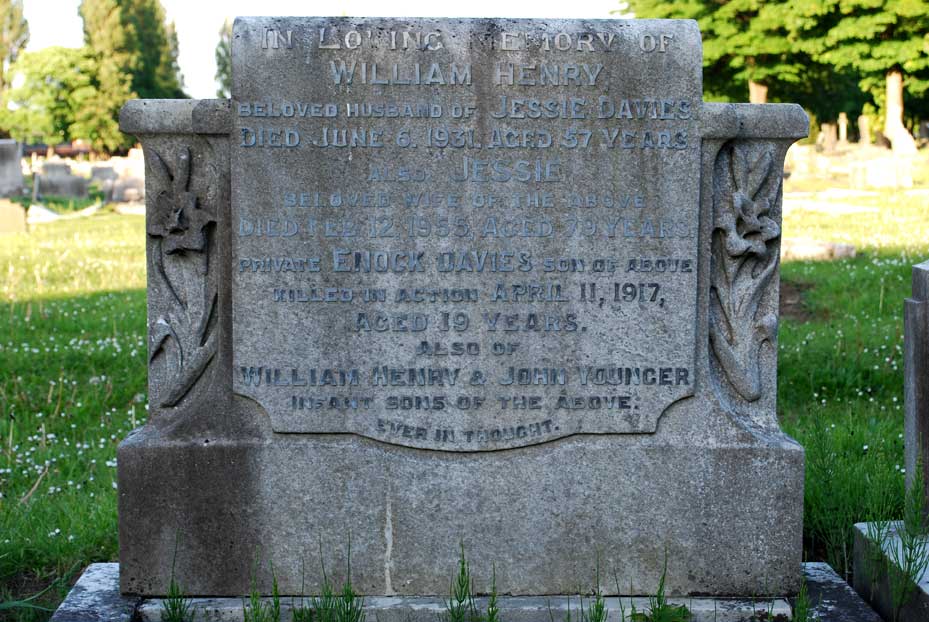 In Loving Memory of
William Henry
beloved husband of Jessie Davies
Died June 6, 1931, Aged 57 Years
also Jessie
beloved wife of the above
Died Feb. 12 1955, Aged 79 Years
Private Enock Davies son of above
killed in action April 11, 1917,
Aged 19 Years.
also of
William Henry & John Younger
infant sons of the above.
Ever in thought.